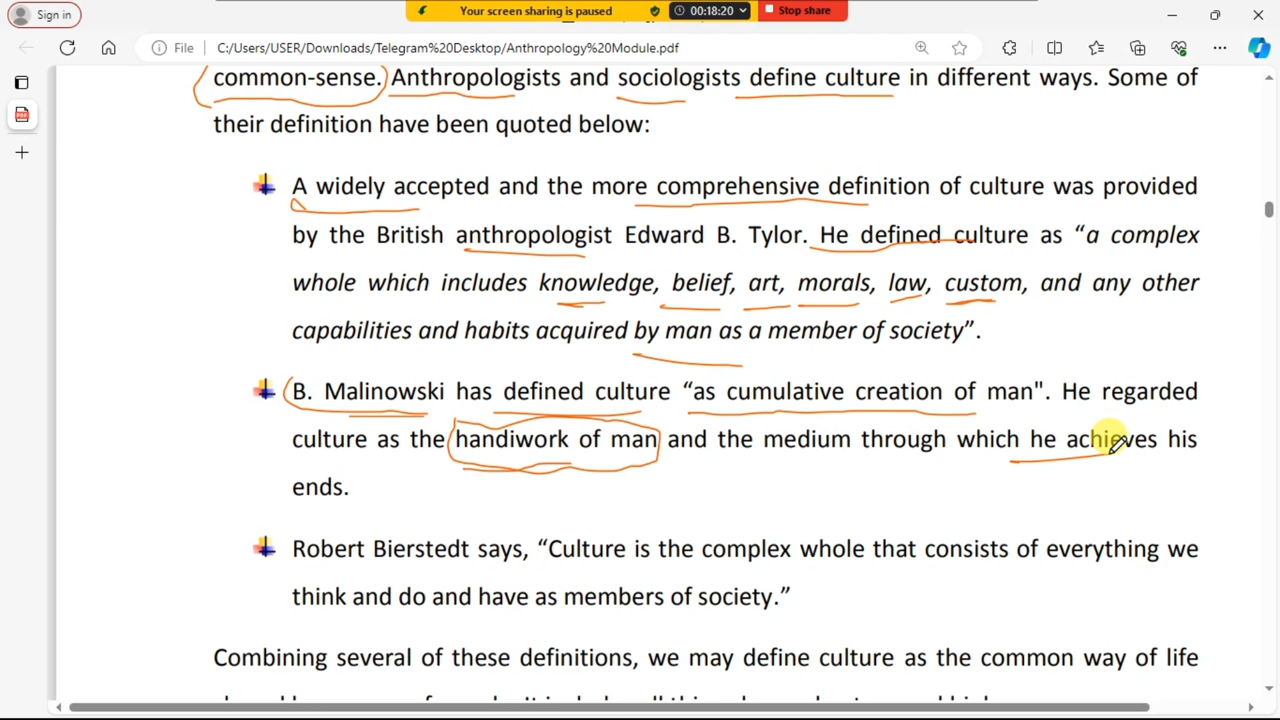 Sign in
Your screen sharing is paused
00:18:20
Stop share
File
C:/Users/USER/Downloads/Telegram%20Desktop/Anthropology%20Module.pdf
common-sense. Anthropologists and sociologists define culture in different ways. Some of
their definition have been quoted below:
A widely accepted and the more comprehensive definition of culture was provided
by the British anthropologist Edward B. Tylor. He defined culture as “a complex
whole which includes knowledge, belief, art, morals, law, custom, and any other
capabilities and habits acquired by man as a member of society”.
B. Malinowski has defined culture “as cumulative creation of man". He regarded
culture as the handiwork of man and the medium through which he achieves his
ends.
Robert Bierstedt says, “Culture is the complex whole that consists of everything we
think and do and have as members of society.”
Combining several of these definitions, we may define culture as the common way of life